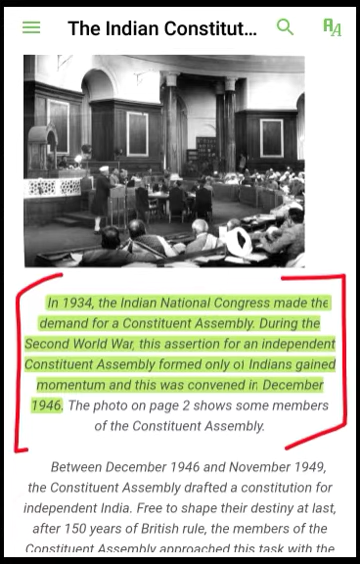 The Indian Constitut...
In 1934, the Indian National Congress made the
demand for a Constituent Assembly. During the
Second World War, this assertion for an independent
Constituent Assembly formed only of Indians gained
momentum and this was convened in December
1946. The photo on page 2 shows some members
of the Constituent Assembly.
Between December 1946 and November 1949,
the Constituent Assembly drafted a constitution for
independent India. Free to shape their destiny at last,
after 150 years of British rule, the members of the
Constituent Assembly approached this task with the